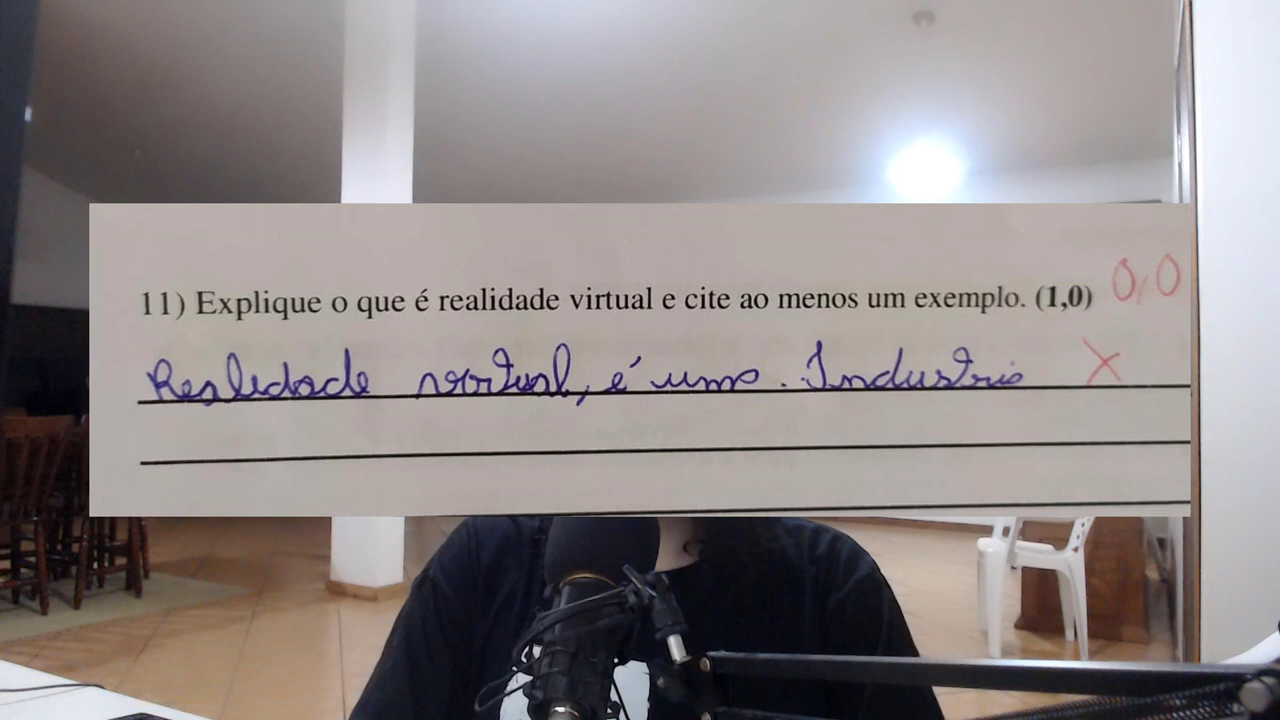 11) Explique o que é realidade virtual e cite ao menos um exemplo. (1,0) 0,0
Realidade virtual, é uma. Industria X